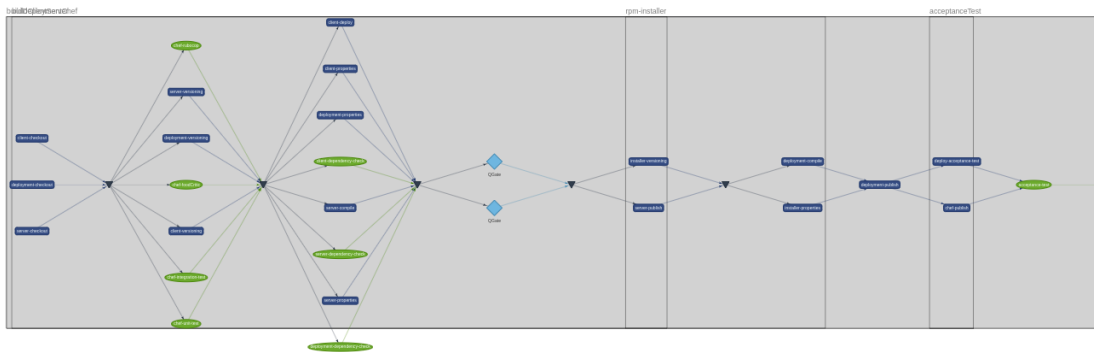 rpm-installer
acceptanceTest
client-deploy
chef-rubocop
client-properties
server-versioning
deployment-properties
client-checkout
deployment-versioning
client-dependency-check
QGate
installer-versioning
deployment-compile
deploy-acceptance-test
deployment-checkout
chef-foodCritic
deployment-publish
acceptance-test
server-compile
QGate
server-publish
installer-properties
chef-publish
server-checkout
client-versioning
server-dependency-check
chef-integration-test
server-properties
chef-unit-test
deployment-dependency-check